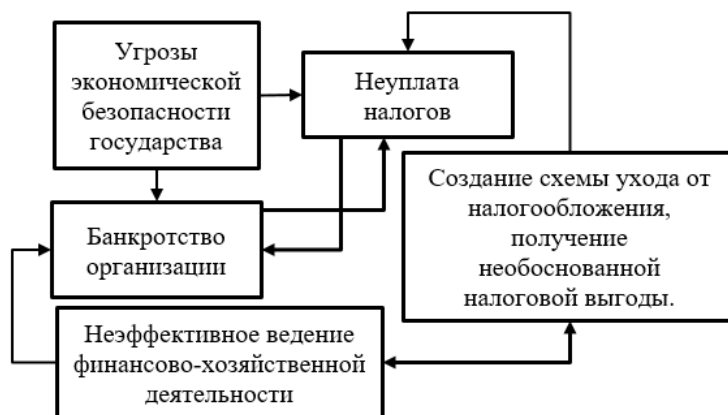 Угрозы
экономической
безопасности
государства
Неуплата
налогов
Создание схемы ухода от
налогообложения,
получение
необоснованной
налоговой выгоды.
Банкротство
организации
Неэффективное ведение
финансово-хозяйственной
деятельности